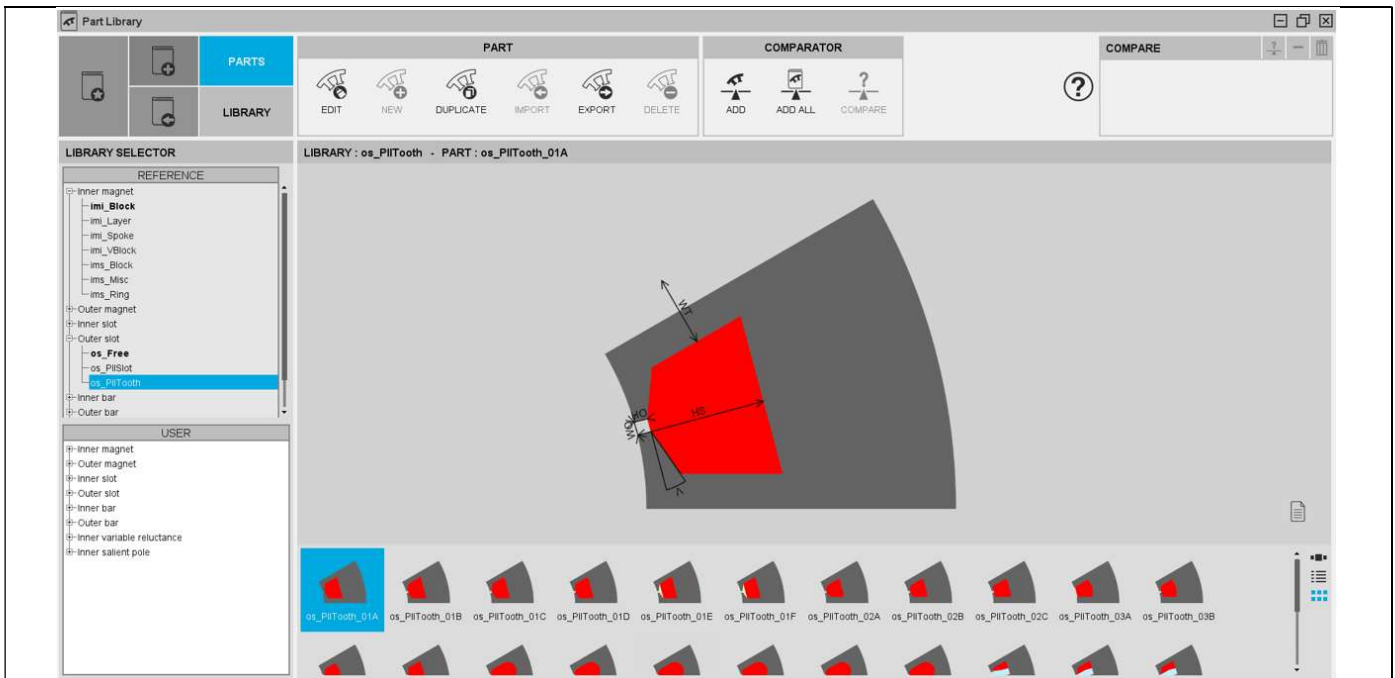 Part Library
PARTS
LIBRARY
PART
EDIT
NEW
DUPLICATE
IMPORT
EXPORT
DELETE
COMPARATOR
ADD
ADD ALL
?
COMPARE
?
COMPARE
?
LIBRARY SELECTOR
REFERENCE
Inner magnet
imi_Block
imi_Layer
imi_Spoke
imi_VBlock
ims_Block
ims_Misc
ims_Ring
Outer magnet
Inner slot
Outer slot
os_Free
os_PllSlot
os_PllTooth
Inner bar
Outer bar
USER
Inner magnet
Outer magnet
Inner slot
Outer slot
Inner bar
Outer bar
Inner variable reluctance
Inner salient pole
LIBRARY : os_PllTooth - PART : os_PllTooth_01A
WT
HO
WO
HS
V
os_PllTooth_01A
os_PllTooth_01B
os_PllTooth_01C
os_PllTooth_01D
os_PllTooth_01E
os_PllTooth_01F
os_PllTooth_02A
os_PllTooth_02B
os_PllTooth_02C
os_PllTooth_03A
os_PllTooth_03B